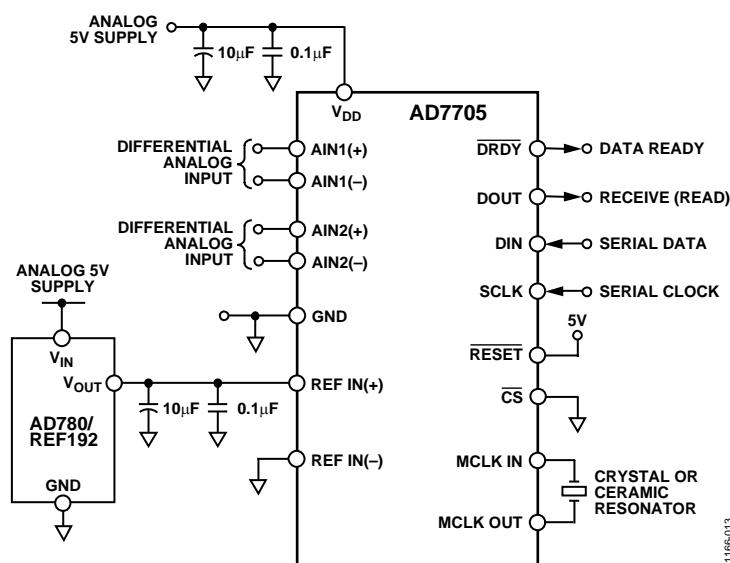 ANALOG
5V SUPPLY
10μF
0.1μF
VDD
AD7705
DIFFERENTIAL
ANALOG
INPUT
AIN1(+)
AIN1(–)
DRDY
DATA READY
DOUT
RECEIVE (READ)
DIFFERENTIAL
ANALOG
INPUT
AIN2(+)
AIN2(–)
DIN
SERIAL DATA
SCLK
SERIAL CLOCK
ANALOG 5V
SUPPLY
GND
5V
RESET
VIN
VOUT
REF IN(+)
10μF
0.1μF
CS
AD780/
REF192
REF IN(–)
GND
MCLK IN
MCLK OUT
CRYSTAL OR
CERAMIC
RESONATOR
1166-013